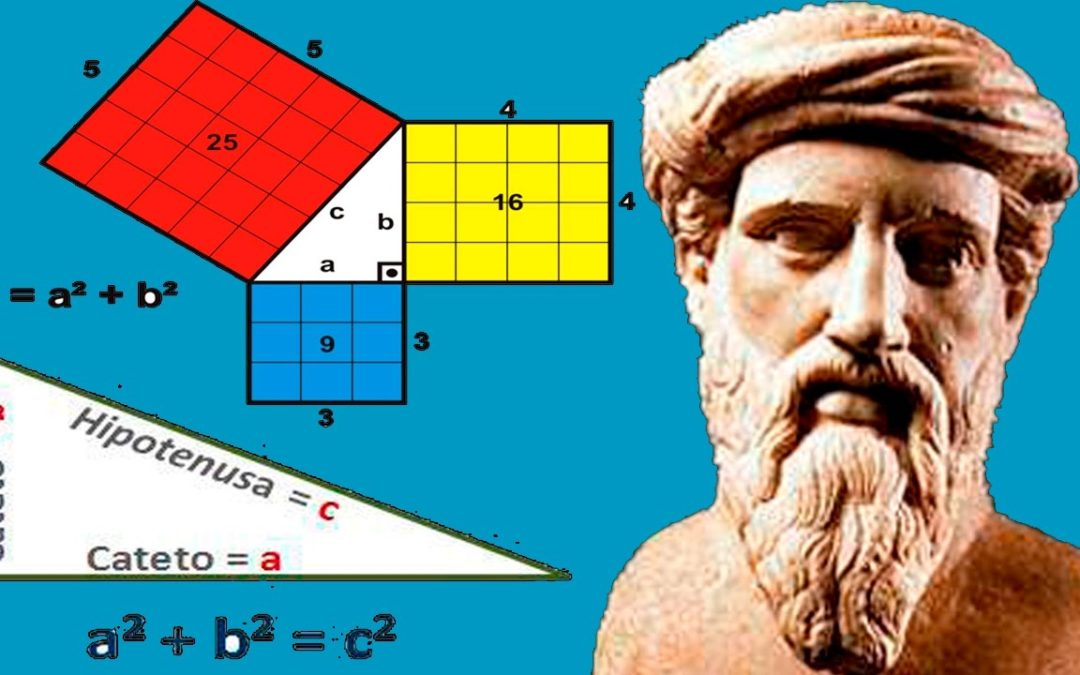 5
5
25
4
16
4
c
b
a
= a² + b²
9
3
3
Hipotenusa = c
Cateto = a
a² + b² = c²